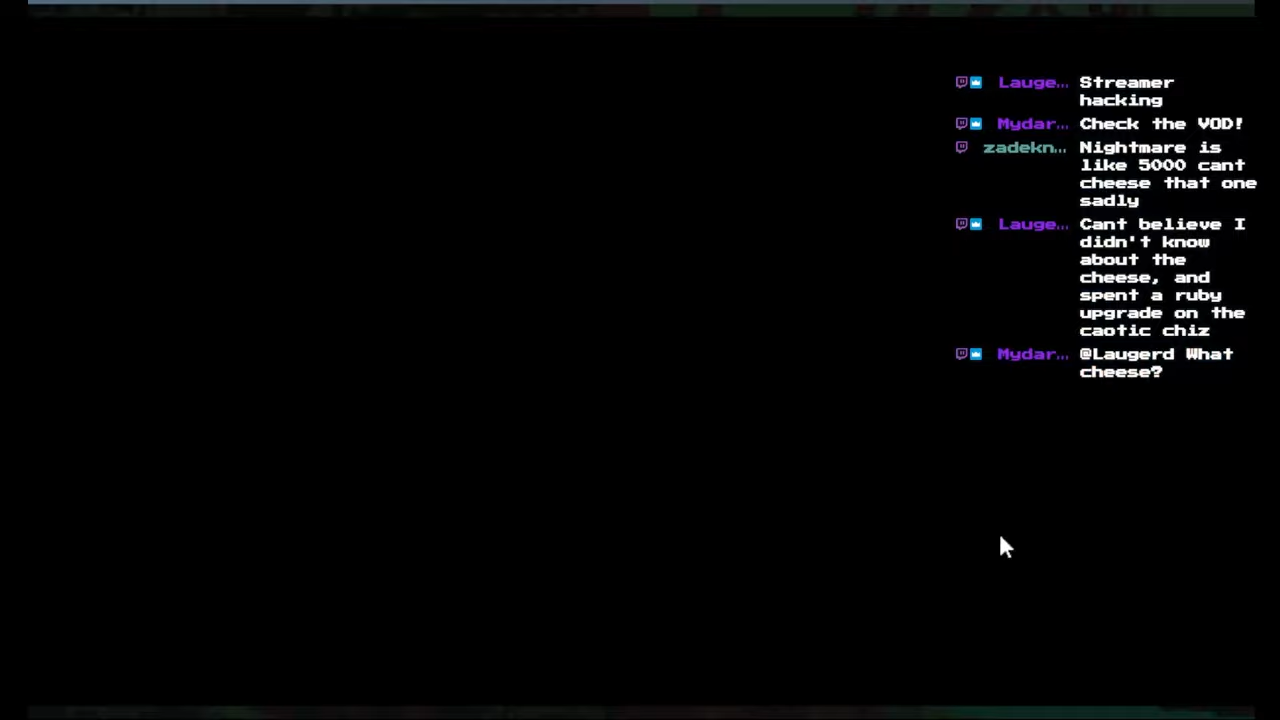 Lauge... Streamer
hacking
Mydar... Check the VOD!
zadekn... Nightmare is
like 5000 cant
cheese that one
sadly
Lauge... Cant believe I
didn't know
about the
cheese, and
spent a ruby
upgrade on the
caotic chiz
Mydar... @Laugerd What
cheese?